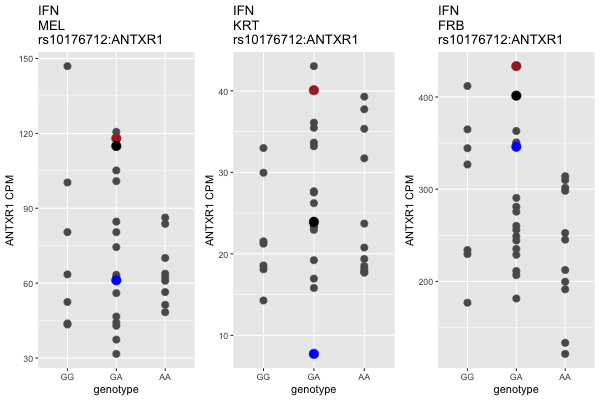 IFN
MEL
rs10176712:ANTXR1
150
120
90
60
30
ANTXR1 CPM
GG GA AA
genotype
IFN
KRT
rs10176712:ANTXR1
40
30
20
10
ANTXR1 CPM
GG GA AA
genotype
IFN
FRB
rs10176712:ANTXR1
400
300
200
ANTXR1 CPM
GG GA AA
genotype